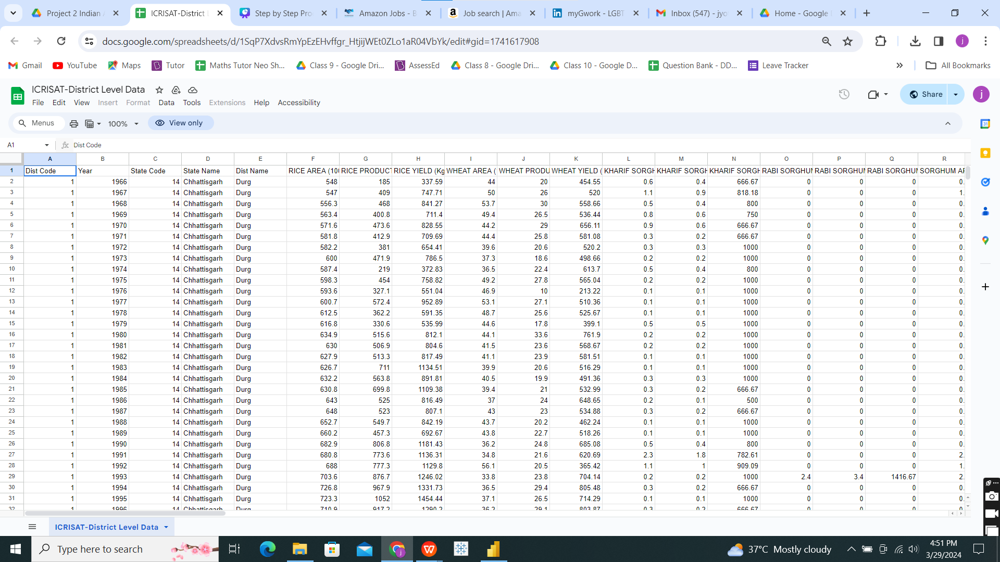 Project 2 Indian
ICRISAT-District
Step by Step Pro
Amazon Jobs - B
Job search | Ama
myGwork - LGBT
Inbox (547) - jyo
Home - Google
docs.google.com/spreadsheets/d/1SqP7XdvsRmYpEzEHvffgr_HtjijWEt0ZLo1aR04VbYk/edit#gid=1741617908
j
Gmail YouTube Maps Tutor Maths Tutor Neo Sh... Class 9 - Google Dri... AssessEd Class 8 - Google Dri... Class 10 - Google D... Question Bank - DD... Leave Tracker » All Bookmarks
ICRISAT-District Level Data
File Edit View Insert Format Data Tools Extensions Help Accessibility
Share
j
Menus 100% View only
31
A1 fx Dist Code
A B C D E F G H I J K L M N O P Q R
1 Dist Code Year State Code State Name Dist Name RICE AREA (10 RICE PRODUCT RICE YIELD (Kg WHEAT AREA ( WHEAT PRODU WHEAT YIELD ( KHARIF SORGH KHARIF SORGH KHARIF SORGH RABI SORGHUM RABI SORGHUM RABI SORGHUM SORGHUM AR
2 1 1966 14 Chhattisgarh Durg 548 185 337.59 44 20 454.55 0.6 0.4 666.67 0 0 0 0.
3 1 1967 14 Chhattisgarh Durg 547 409 747.71 50 26 520 1.1 0.9 818.18 0 0 0 1.
4 1 1968 14 Chhattisgarh Durg 556.3 468 841.27 53.7 30 558.66 0.5 0.4 800 0 0 0 0.
5 1 1969 14 Chhattisgarh Durg 563.4 400.8 711.4 49.4 26.5 536.44 0.8 0.6 750 0 0 0 0.
6 1 1970 14 Chhattisgarh Durg 571.6 473.6 828.55 44.2 29 656.11 0.9 0.6 666.67 0 0 0 0.
7 1 1971 14 Chhattisgarh Durg 581.8 412.9 709.69 44.4 25.8 581.08 0.3 0.2 666.67 0 0 0 0.
8 1 1972 14 Chhattisgarh Durg 582.2 381 654.41 39.6 20.6 520.2 0.3 0.3 1000 0 0 0 0.
9 1 1973 14 Chhattisgarh Durg 600 471.9 786.5 37.3 18.6 498.66 0.2 0.2 1000 0 0 0 0.
10 1 1974 14 Chhattisgarh Durg 587.4 219 372.83 36.5 22.4 613.7 0.5 0.4 800 0 0 0 0.
11 1 1975 14 Chhattisgarh Durg 598.3 454 758.82 49.2 27.8 565.04 0.2 0.2 1000 0 0 0 0.
12 1 1976 14 Chhattisgarh Durg 593.6 327.1 551.04 46.9 10 213.22 0.1 0.1 1000 0 0 0 0.
13 1 1977 14 Chhattisgarh Durg 600.7 572.4 952.89 53.1 27.1 510.36 0.1 0.1 1000 0 0 0 0.
14 1 1978 14 Chhattisgarh Durg 612.5 362.2 591.35 48.7 25.6 525.67 0.1 0.1 1000 0 0 0 0.
15 1 1979 14 Chhattisgarh Durg 616.8 330.6 535.99 44.6 17.8 399.1 0.5 0.5 1000 0 0 0 0.
16 1 1980 14 Chhattisgarh Durg 634.9 515.6 812.1 44.1 33.6 761.9 0.2 0.2 1000 0 0 0 0.
17 1 1981 14 Chhattisgarh Durg 630 506.9 804.6 41.5 23.6 568.67 0.2 0.2 1000 0 0 0 0.
18 1 1982 14 Chhattisgarh Durg 627.9 513.3 817.49 41.1 23.9 581.51 0.1 0.1 1000 0 0 0 0.
19 1 1983 14 Chhattisgarh Durg 626.7 711 1134.51 39.9 20.6 516.29 0.1 0.1 1000 0 0 0 0.
20 1 1984 14 Chhattisgarh Durg 632.2 563.8 891.81 40.5 19.9 491.36 0.3 0.3 1000 0 0 0 0.
21 1 1985 14 Chhattisgarh Durg 630.8 699.8 1109.38 39.4 21 532.99 0.3 0.2 666.67 0 0 0 0.
22 1 1986 14 Chhattisgarh Durg 643 525 816.49 37 24 648.65 0.2 0.1 500 0 0 0 0.
23 1 1987 14 Chhattisgarh Durg 648 523 807.1 43 23 534.88 0.3 0.2 666.67 0 0 0 0.
24 1 1988 14 Chhattisgarh Durg 652.7 549.7 842.19 43.7 20.2 462.24 0.1 0.1 1000 0 0 0 0.
25 1 1989 14 Chhattisgarh Durg 660.2 457.3 692.67 43.8 22.7 518.26 0.1 0.1 1000 0 0 0 0.
26 1 1990 14 Chhattisgarh Durg 682.9 806.8 1181.43 36.2 24.8 685.08 0.5 0.4 800 0 0 0 0.
27 1 1991 14 Chhattisgarh Durg 680.8 773.6 1136.31 34.8 21.6 620.69 2.3 1.8 782.61 0 0 0 2.
28 1 1992 14 Chhattisgarh Durg 688 777.3 1129.8 56.1 20.5 365.42 1.1 1 909.09 0 0 0 1.
29 1 1993 14 Chhattisgarh Durg 703.6 876.7 1246.02 33.8 23.8 704.14 0.2 0.2 1000 2.4 3.4 1416.67 2.
30 1 1994 14 Chhattisgarh Durg 726.8 967.9 1331.73 36.5 29.4 805.48 0.3 0.2 666.67 0 0 0 0.
31 1 1995 14 Chhattisgarh Durg 723.3 1052 1454.44 37.1 26.5 714.29 0.1 0.1 1000 0 0 0 0.
32 1 1996 14 Chhattisgarh Durg 710.9 917.2 1290.2 36.2 29.1 803.87 0.3 0.2 666.67 0 0 0 0.
ICRISAT-District Level Data
Type here to search
37°C Mostly cloudy
4:51 PM
3/29/2024